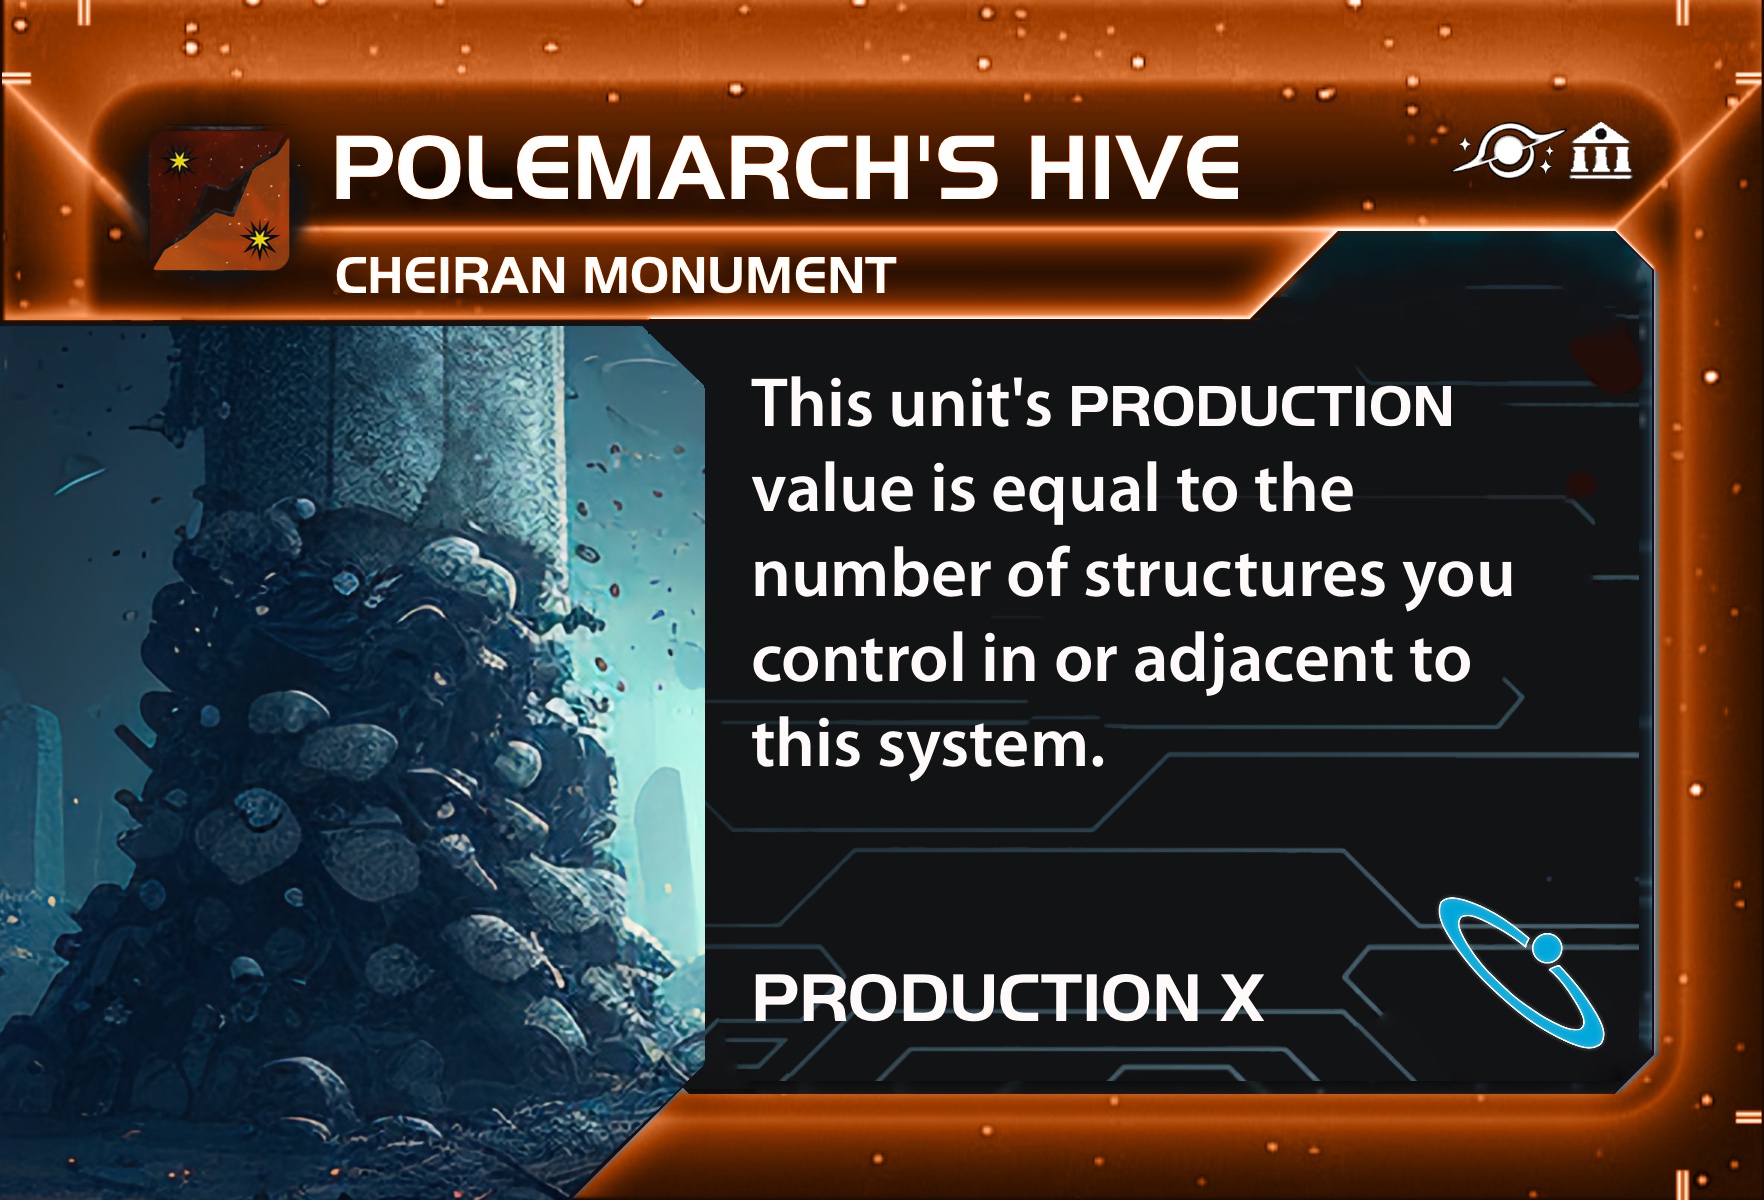 POLEMARCH'S HIVE
CHEIRAN MONUMENT
This unit's PRODUCTION
value is equal to the
number of structures you
control in or adjacent to
this system.
PRODUCTION X